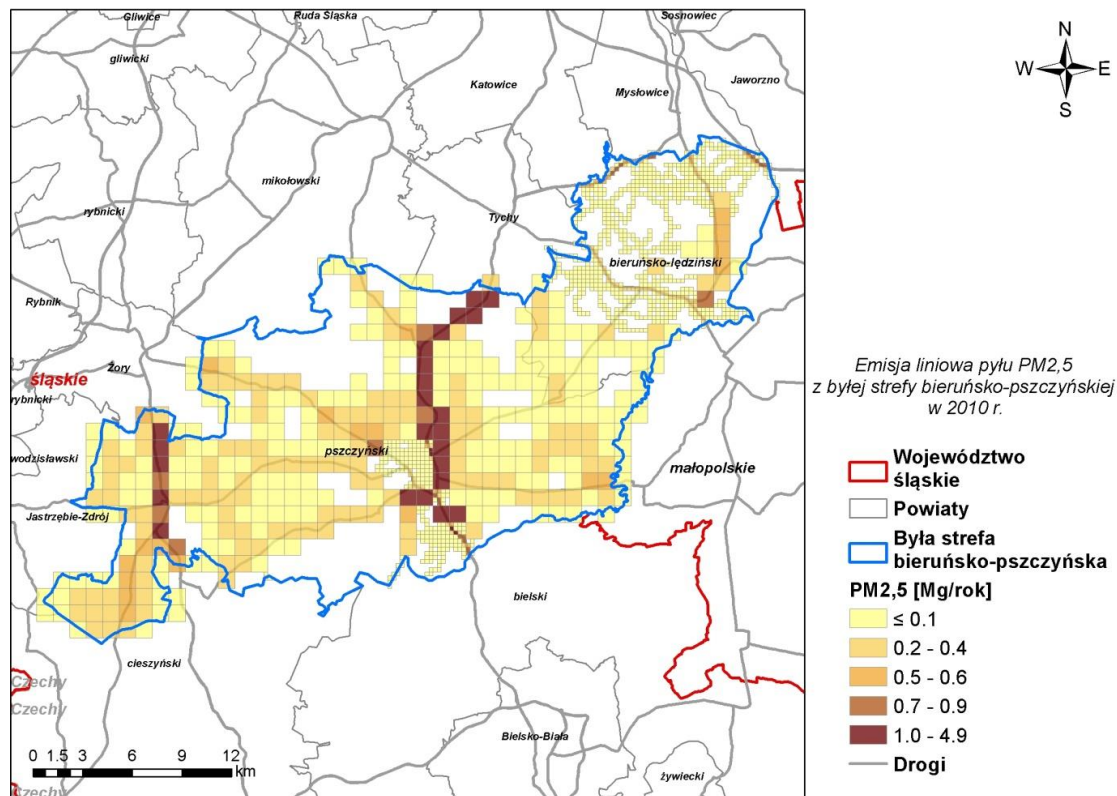 Gliwice
Ruda Śląska
Sosnowiec
gliwicki
Katowice
Mysłowice
Jaworzno
mikołowski
rybnicki
Tychy
bieruńsko-lędziński
Rybnik
Żory
śląskie
rybnicki
wodzisławski
pszczyński
małopolskie
Jastrzębie-Zdrój
bielski
cieszyński
Czechy
Czechy
Bielsko-Biała
żywiecki
Czechy
0 1.5 3 6 9 12
km
N
W E
S
Emisja liniowa pyłu PM2,5
z byłej strefy bieruńsko-pszczyńskiej
w 2010 r.
Województwo
śląskie
Powiaty
Była strefa
bieruńsko-pszczyńska
PM2,5 [Mg/rok]
≤ 0.1
0.2 - 0.4
0.5 - 0.6
0.7 - 0.9
1.0 - 4.9
Drogi